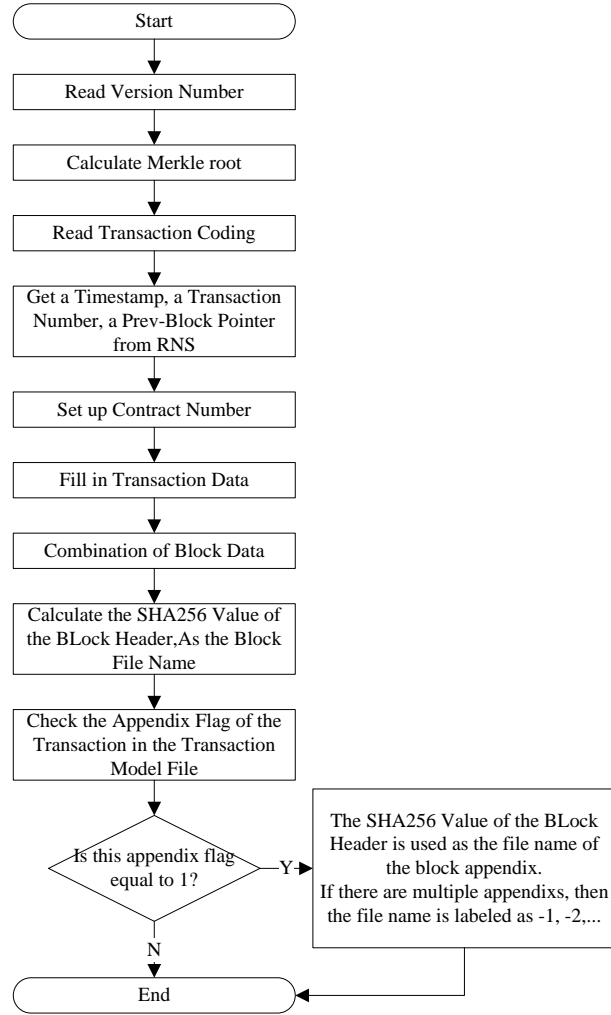 Start
Read Version Number
Calculate Merkle root
Read Transaction Coding
Get a Timestamp, a Transaction
Number, a Prev-Block Pointer
from RNS
Set up Contract Number
Fill in Transaction Data
Combination of Block Data
Calculate the SHA256 Value of
the BLock Header,As the Block
File Name
Check the Appendix Flag of the
Transaction in the Transaction
Model File
Is this appendix flag
equal to 1?
Y
The SHA256 Value of the BLock
Header is used as the file name of
the block appendix.
If there are multiple appendixs, then
the file name is labeled as -1, -2,...
N
End